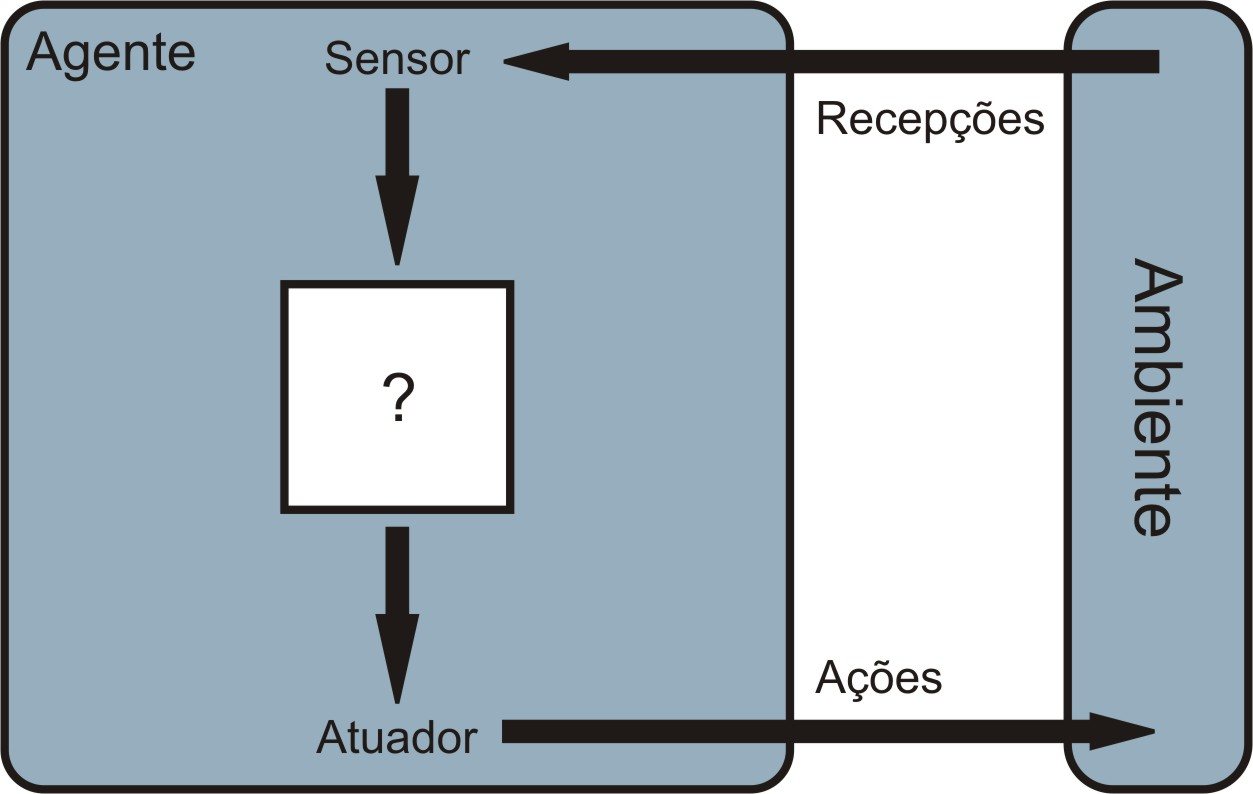 Agente
Sensor
Recepções
?
Ambiente
Ações
Atuador